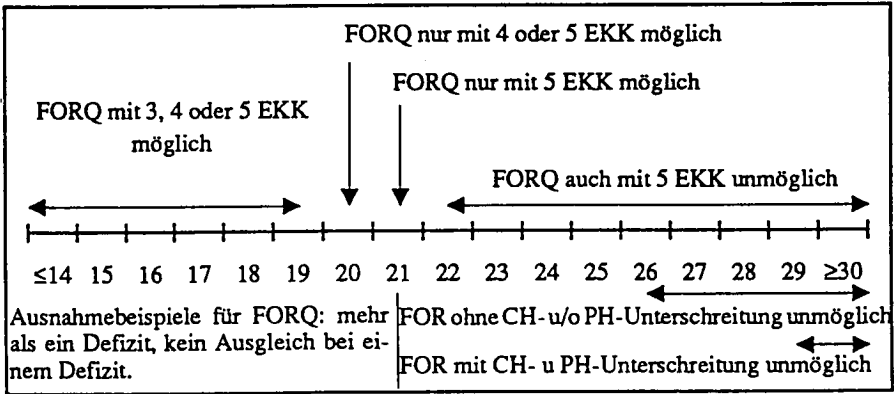 FORQ nur mit 4 oder 5 EKK möglich
FORQ nur mit 5 EKK möglich
FORQ mit 3, 4 oder 5 EKK
möglich
FORQ auch mit 5 EKK unmöglich
≤14 15 16 17 18 19 20 21 22 23 24 25 26 27 28 29 ≥30
Ausnahmebeispiele für FORQ: mehr
als ein Defizit, kein Ausgleich bei ei-
nem Defizit.
FOR ohne CH- u/o PH-Unterschreitung unmöglich
FOR mit CH- u PH-Unterschreitung unmöglich